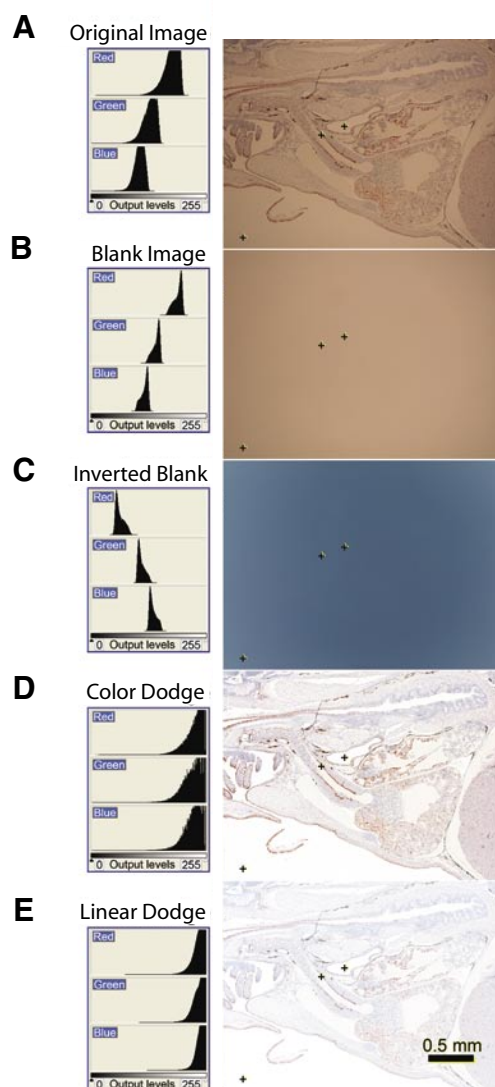 A
Original Image
Red
Green
Blue
0 Output levels 255
B
Blank Image
Red
Green
Blue
0 Output levels 255
C
Inverted Blank
Red
Green
Blue
0 Output levels 255
D
Color Dodge
Red
Green
Blue
0 Output levels 255
E
Linear Dodge
Red
Green
Blue
0 Output levels 255
0.5 mm